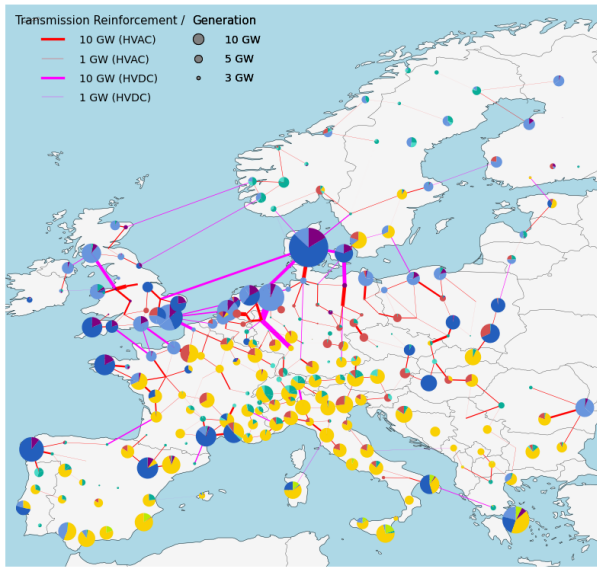 Transmission Reinforcement / Generation
10 GW (HVAC) 10 GW
1 GW (HVAC) 5 GW
10 GW (HVDC) 3 GW
1 GW (HVDC)